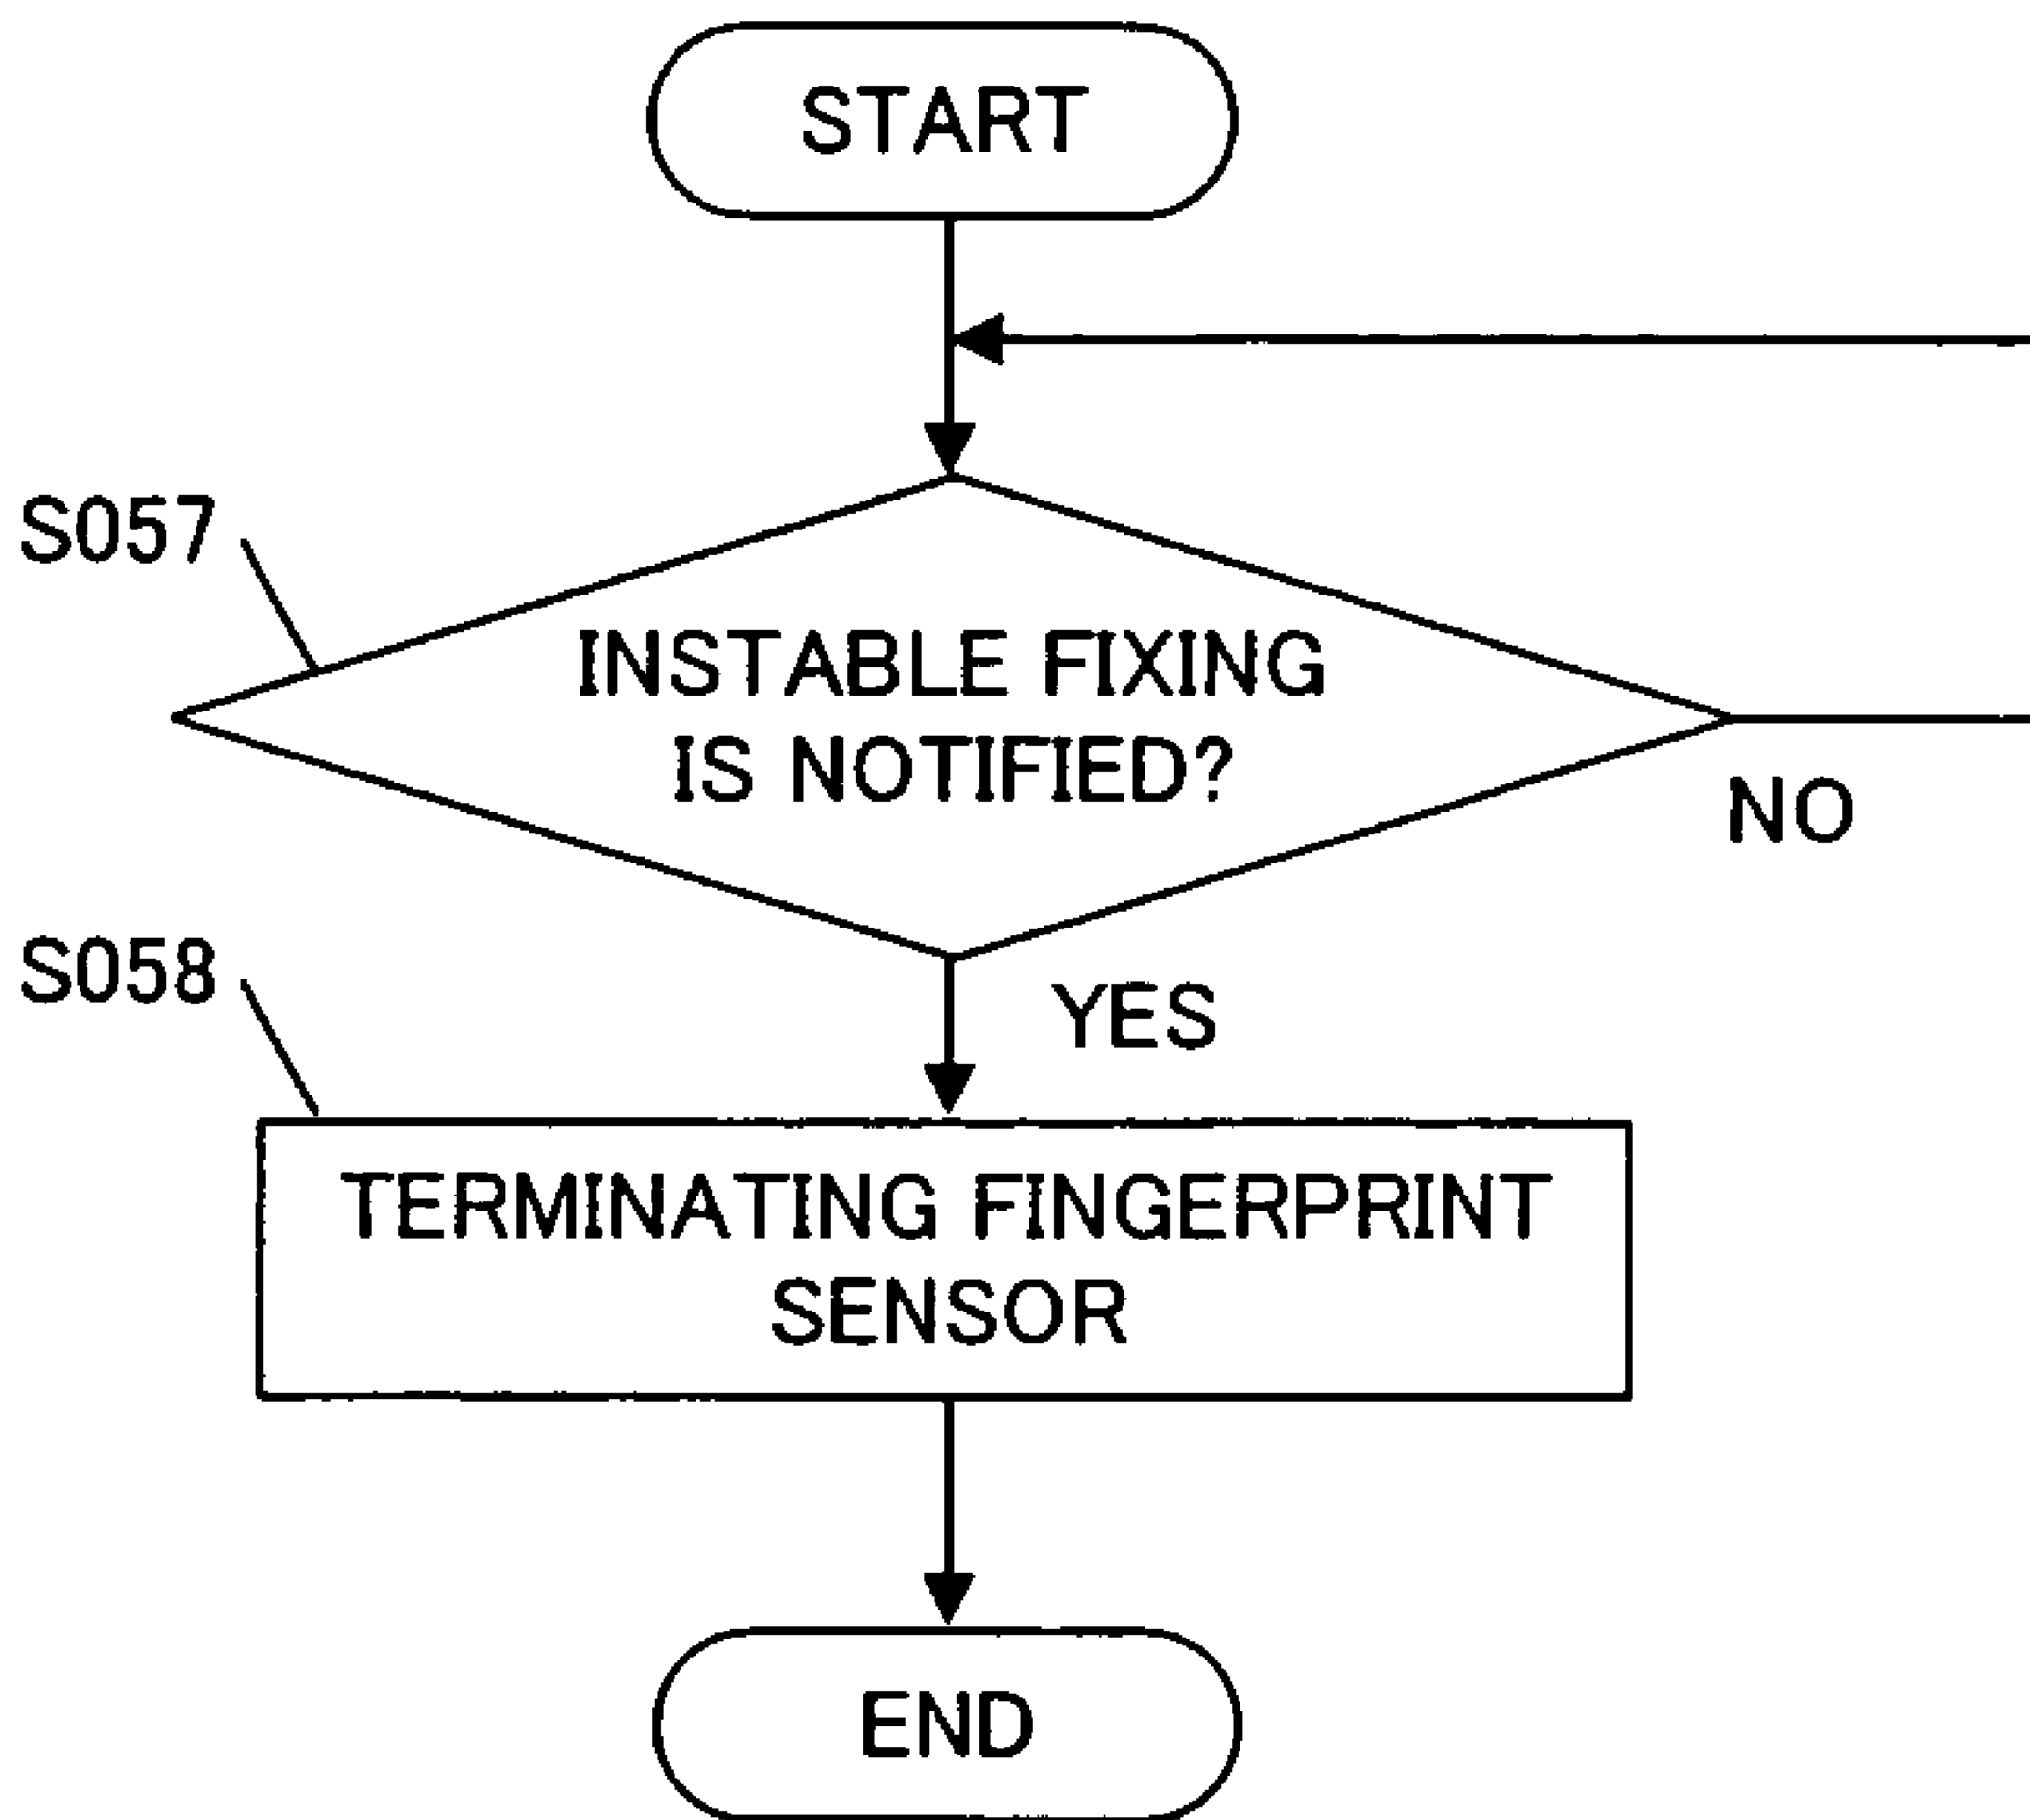 START
S057
INSTABLE FIXING
IS NOTIFIED?
NO
S058
YES
TERMINATING FINGERPRINT
SENSOR
END